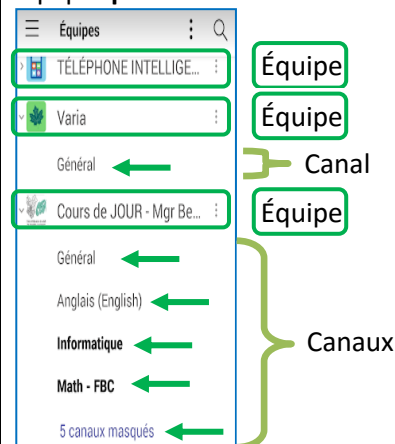 Équipes
TÉLÉPHONE INTELLIGE... Équipe
Varia Équipe
Général Canal
Cours de JOUR - Mgr Be... Équipe
Général
Anglais (English)
Informatique Canaux
Math - FBC
5 canaux masqués